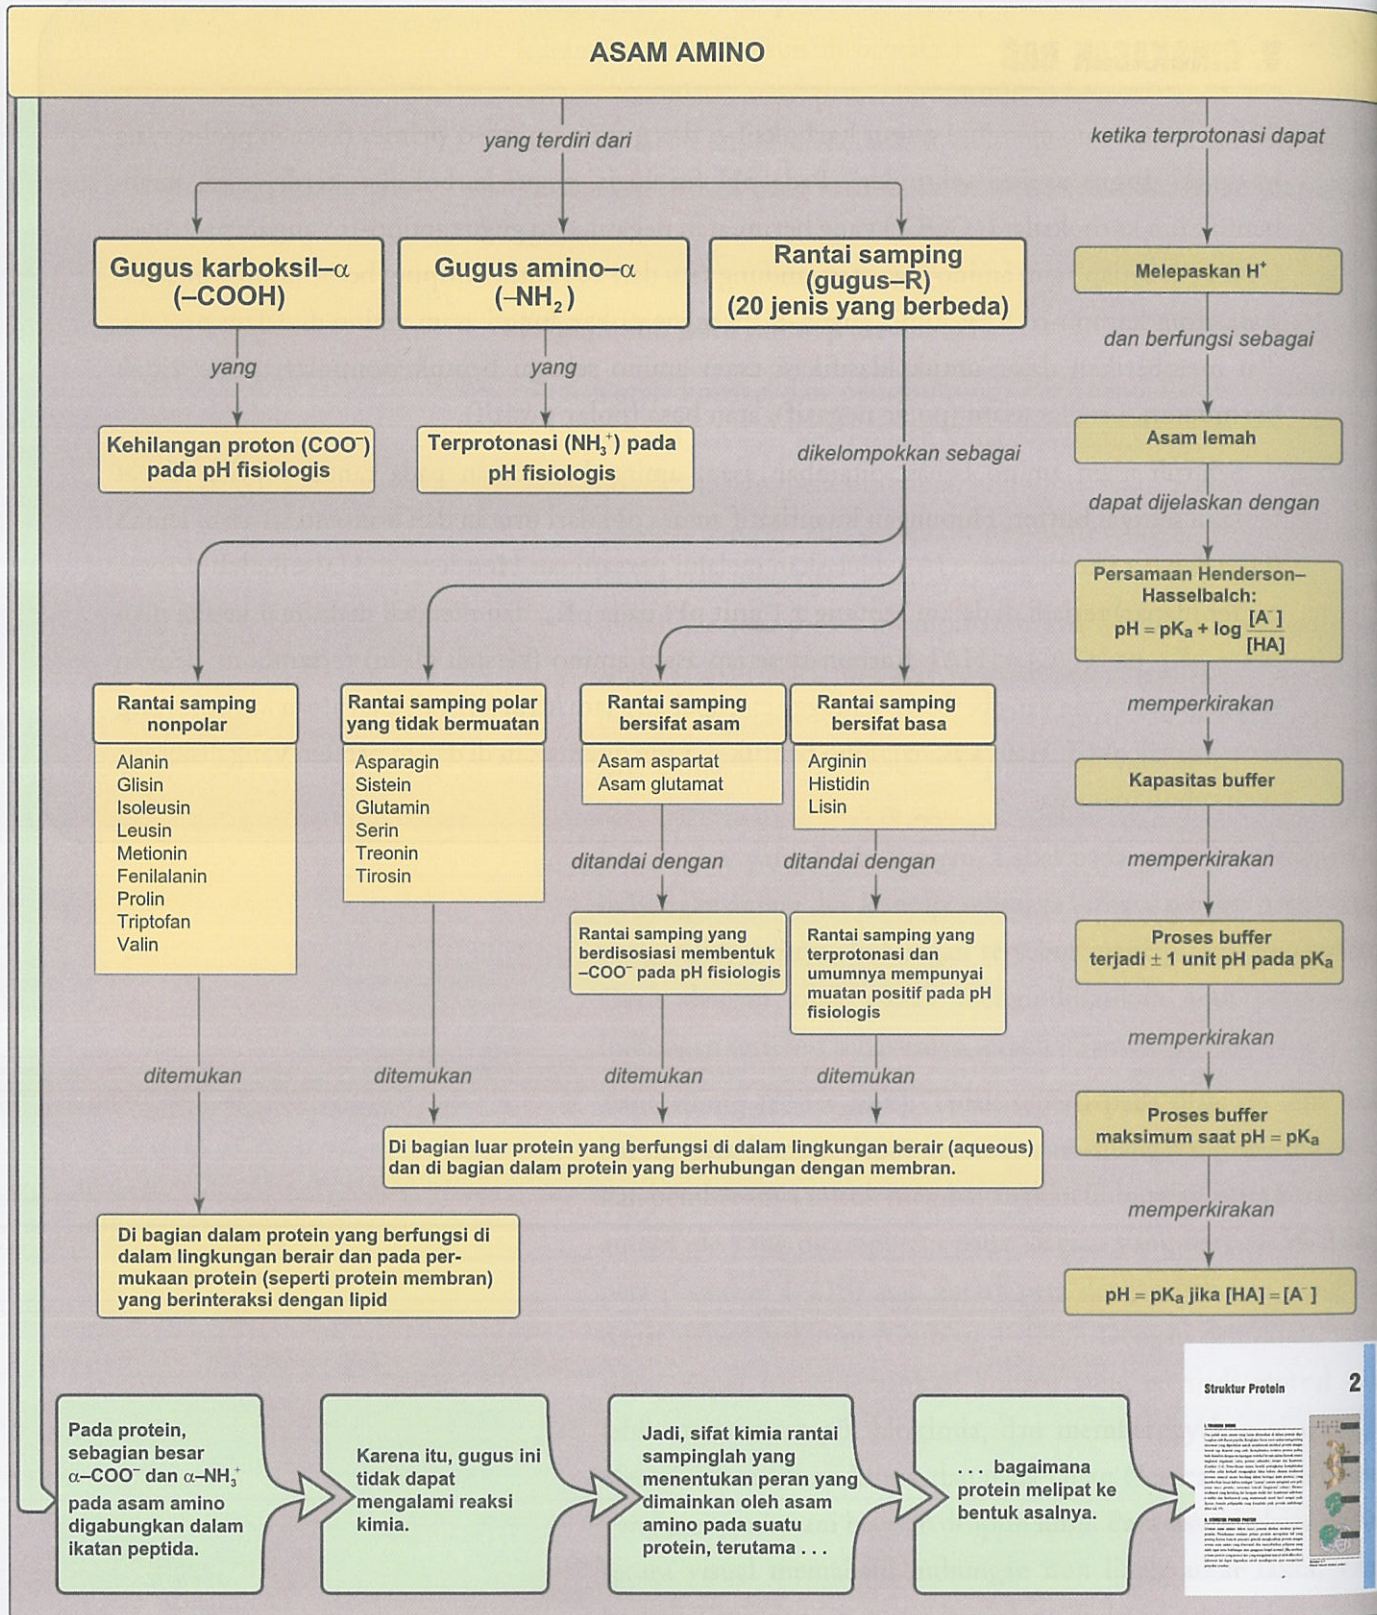 ASAM AMINO
yang terdiri dari
ketika terprotonasi dapat
Gugus karboksil–α
(–COOH)
Gugus amino–α
(–NH₂)
Rantai samping
(gugus–R)
(20 jenis yang berbeda)
Melepaskan H⁺
yang
yang
dan berfungsi sebagai
Kehilangan proton (COO⁻)
pada pH fisiologis
Terprotonasi (NH₃⁺) pada
pH fisiologis
dikelompokkan sebagai
Asam lemah
dapat dijelaskan dengan
Persamaan Henderson–
Hasselbalch:
pH = pKa + log [A⁻]
[HA]
Rantai samping
nonpolar
Alanin
Glisin
Isoleusin
Leusin
Metionin
Fenilalanin
Prolin
Triptofan
Valin
Rantai samping polar
yang tidak bermuatan
Asparagin
Sistein
Glutamin
Serin
Treonin
Tirosin
Rantai samping
bersifat asam
Asam aspartat
Asam glutamat
Rantai samping
bersifat basa
Arginin
Histidin
Lisin
memperkirakan
Kapasitas buffer
ditandai dengan
ditandai dengan
memperkirakan
Rantai samping yang
berdisosiasi membentuk
–COO⁻ pada pH fisiologis
Rantai samping yang
terprotonasi dan
umumnya mempunyai
muatan positif pada pH
fisiologis
Proses buffer
terjadi ± 1 unit pH pada pKa
memperkirakan
ditemukan
ditemukan
ditemukan
ditemukan
Proses buffer
maksimum saat pH = pKa
Di bagian luar protein yang berfungsi di dalam lingkungan berair (aqueous)
dan di bagian dalam protein yang berhubungan dengan membran.
memperkirakan
Di bagian dalam protein yang berfungsi di
dalam lingkungan berair dan pada per-
mukaan protein (seperti protein membran)
yang berinteraksi dengan lipid
pH = pKa jika [HA] = [A⁻]
Pada protein,
sebagian besar
α–COO⁻ dan α–NH₃⁺
pada asam amino
digabungkan dalam
ikatan peptida.
Karena itu, gugus ini
tidak dapat
mengalami reaksi
kimia.
Jadi, sifat kimia rantai
sampinglah yang
menentukan peran yang
dimainkan oleh asam
amino pada suatu
protein, terutama . . .
. . . bagaimana
protein melipat ke
bentuk asalnya.
Struktur Protein 2